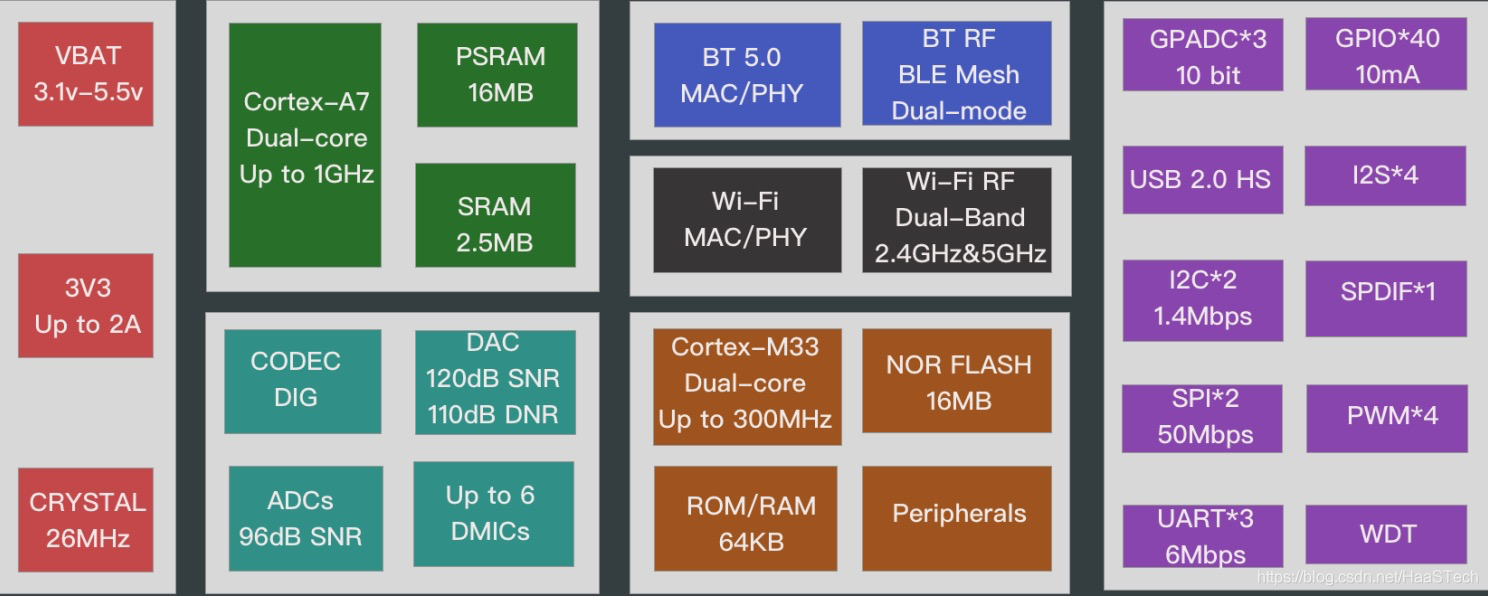 VBAT
3.1v-5.5v
3V3
Up to 2A
CRYSTAL
26MHz
Cortex-A7
Dual-core
Up to 1GHz
PSRAM
16MB
SRAM
2.5MB
CODEC
DIG
DAC
120dB SNR
110dB DNR
ADCs
96dB SNR
Up to 6
DMICs
BT 5.0
MAC/PHY
BT RF
BLE Mesh
Dual-mode
Wi-Fi
MAC/PHY
Wi-Fi RF
Dual-Band
2.4GHz&5GHz
Cortex-M33
Dual-core
Up to 300MHz
NOR FLASH
16MB
ROM/RAM
64KB
Peripherals
GPADC*3
10 bit
GPIO*40
10mA
USB 2.0 HS
I2S*4
I2C*2
1.4Mbps
SPDIF*1
SPI*2
50Mbps
PWM*4
UART*3
6Mbps
WDT
https://blog.csdn.net/HaaSTech